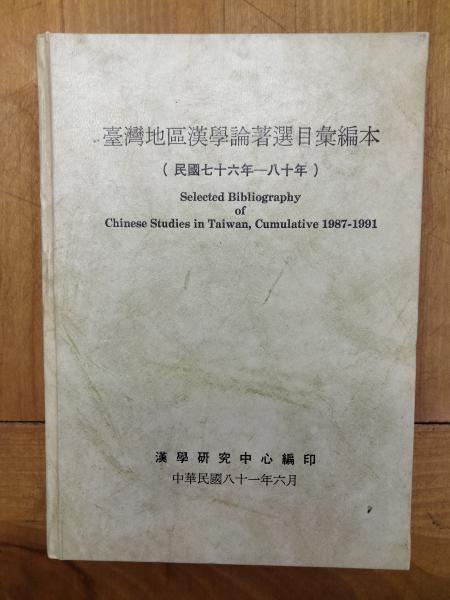 臺灣地區漢學論著選目彙編本
（民國七十六年—八十年）
Selected Bibliography
of
Chinese Studies in Taiwan, Cumulative 1987-1991
漢學研究中心編印
中華民國八十一年六月